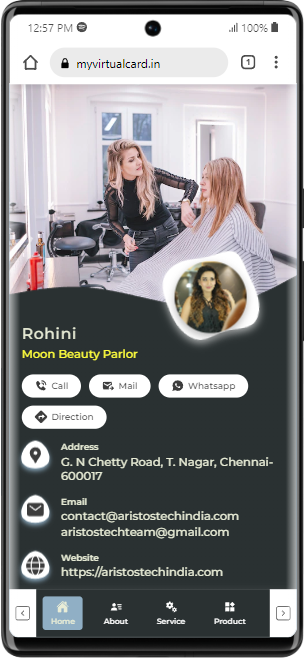 12:57 PM
100%
myvirtualcard.in
1
Rohini
Moon Beauty Parlor
Call
Mail
Whatsapp
Direction
Address
G. N Chetty Road, T. Nagar, Chennai-
600017
Email
contact@aristostechindia.com
aristostechteam@gmail.com
Website
https://aristostechindia.com
Home
About
Service
Product